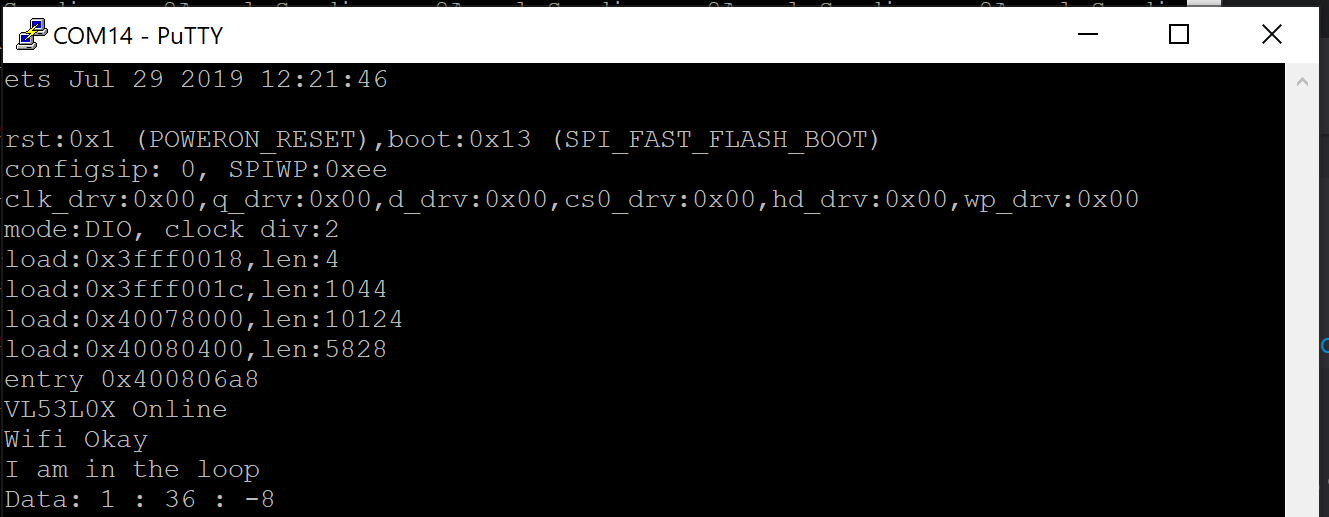 COM14 - PuTTY
ets Jul 29 2019 12:21:46
rst:0x1 (POWERON_RESET),boot:0x13 (SPI_FAST_FLASH_BOOT)
configsip: 0, SPIWP:0xee
clk_drv:0x00,q_drv:0x00,d_drv:0x00,cs0_drv:0x00,hd_drv:0x00,wp_drv:0x00
mode:DIO, clock div:2
load:0x3fff0018,len:4
load:0x3fff001c,len:1044
load:0x40078000,len:10124
load:0x40080400,len:5828
entry 0x400806a8
VL53L0X Online
Wifi Okay
I am in the loop
Data: 1 : 36 : -8